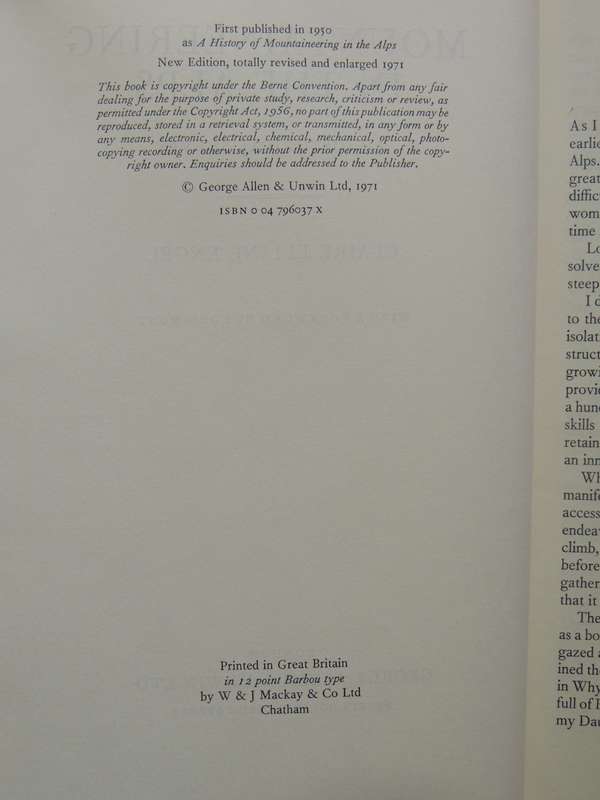 First published in 1950
as A History of Mountaineering in the Alps
New Edition, totally revised and enlarged 1971
This book is copyright under the Berne Convention. Apart from any fair
dealing for the purpose of private study, research, criticism or review, as
permitted under the Copyright Act, 1956, no part of this publication may be
reproduced, stored in a retrieval system, or transmitted, in any form or by
any means, electronic, electrical, chemical, mechanical, optical, photo-
copying recording or otherwise, without the prior permission of the copy-
right owner. Enquiries should be addressed to the Publisher.
© George Allen & Unwin Ltd, 1971
ISBN 0 04 796037 X
Printed in Great Britain
in 12 point Barbou type
by W & J Mackay & Co Ltd
Chatham
As I
earlie
Alps.
great
diffic
wom
time
Lo
solve
steep
I
to the
isolat
struct
growi
provid
a hun
skills
retain
an inn
Wh
manife
access
endeav
climb,
before
gather
that it
The
as a bo
gazed
ined the
in Why
full of
my Dau